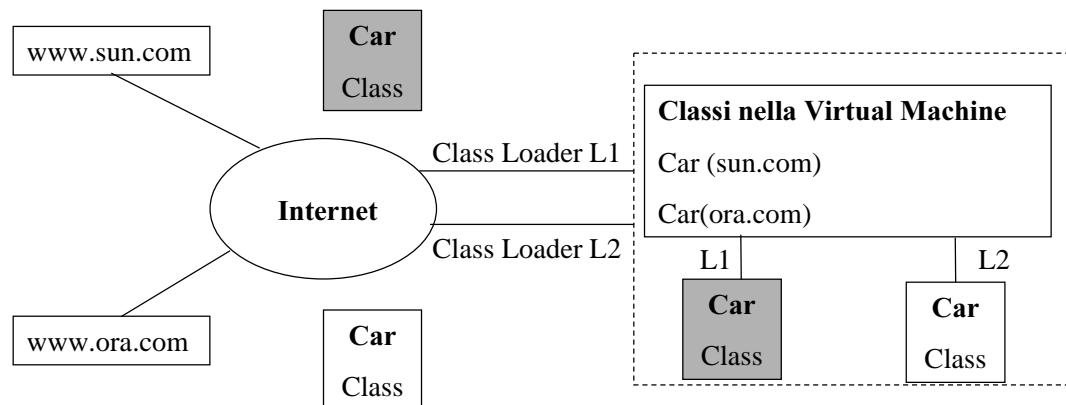 www.sun.com
Car
Class
Classi nella Virtual Machine
Car (sun.com)
Car(ora.com)
Class Loader L1
Internet
Class Loader L2
L1
L2
Car
Class
Car
Class
www.ora.com
Car
Class